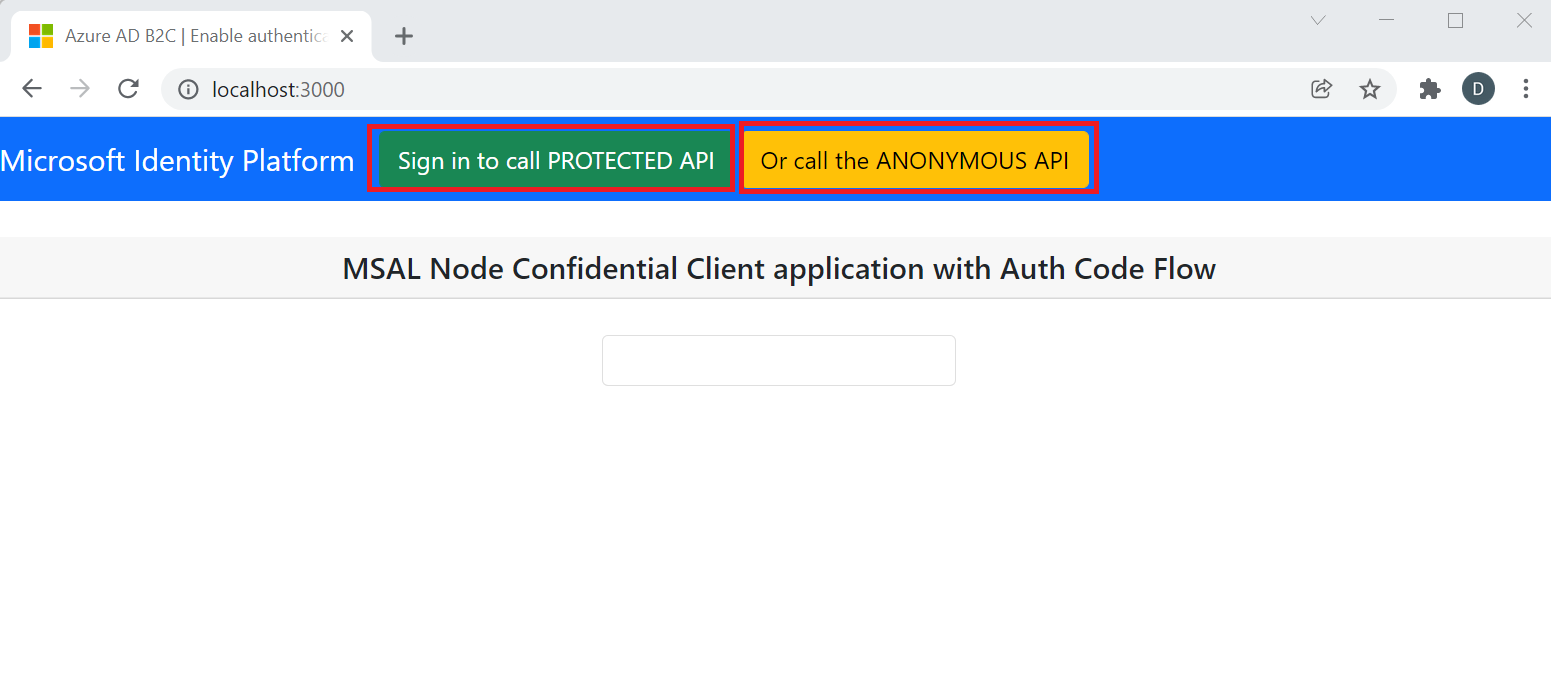 Azure AD B2C | Enable authentica
localhost:3000
D
Microsoft Identity Platform
Sign in to call PROTECTED API
Or call the ANONYMOUS API
MSAL Node Confidential Client application with Auth Code Flow